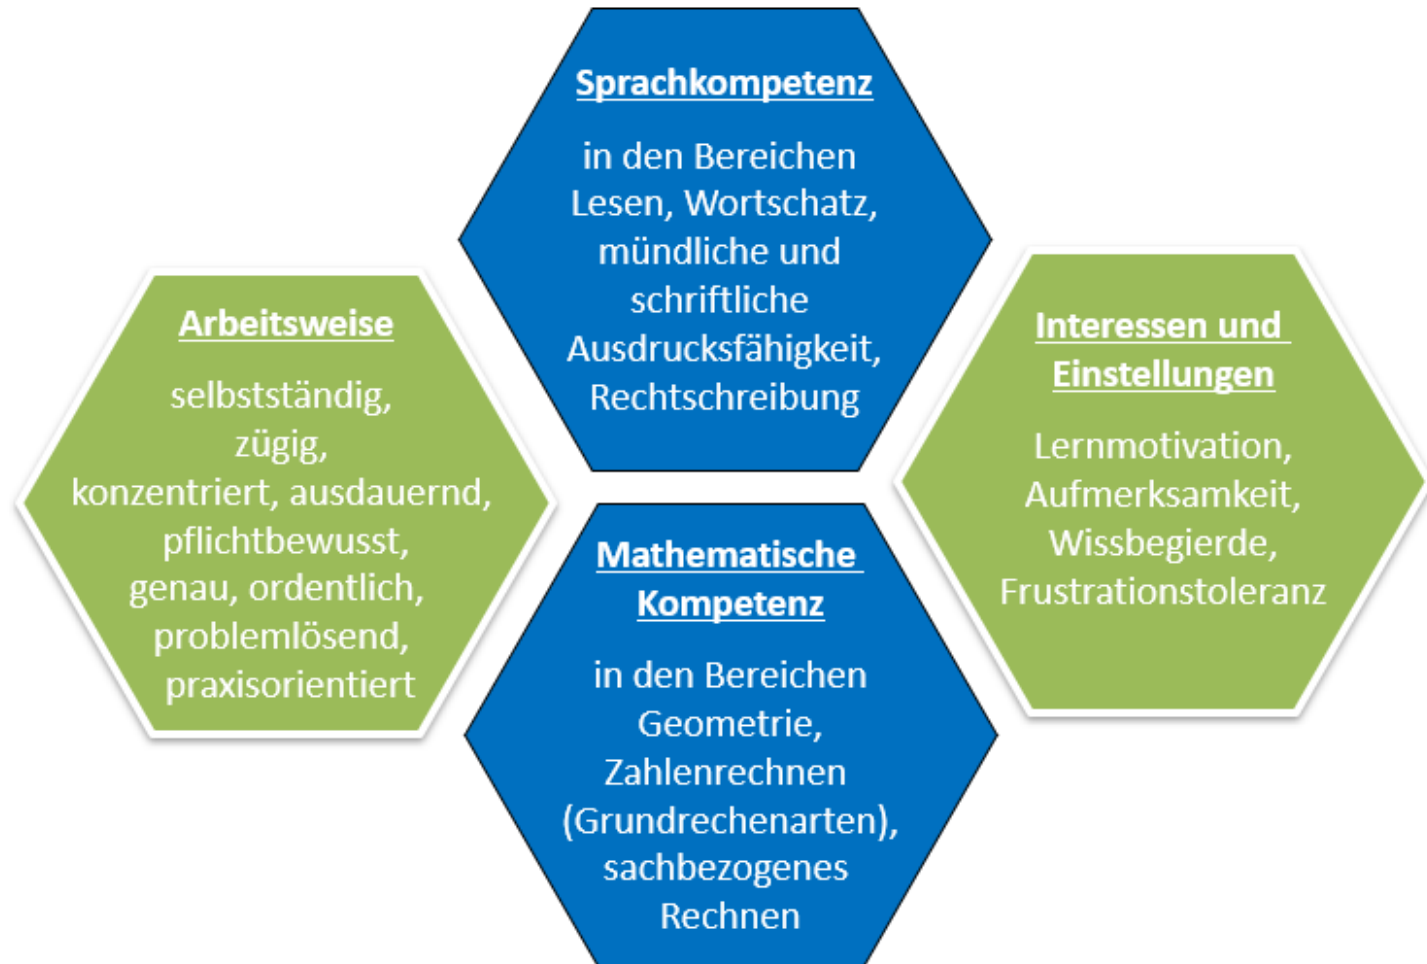 Sprachkompetenz
in den Bereichen
Lesen, Wortschatz,
mündliche und
schriftliche
Ausdrucksfähigkeit,
Rechtschreibung
Arbeitsweise
selbstständig,
zügig,
konzentriert, ausdauernd,
pflichtbewusst,
genau, ordentlich,
problemlösend,
praxisorientiert
Interessen und
Einstellungen
Lernmotivation,
Aufmerksamkeit,
Wissbegierde,
Frustrationstoleranz
Mathematische
Kompetenz
in den Bereichen
Geometrie,
Zahlenrechnen
(Grundrechenarten),
sachbezogenes
Rechnen